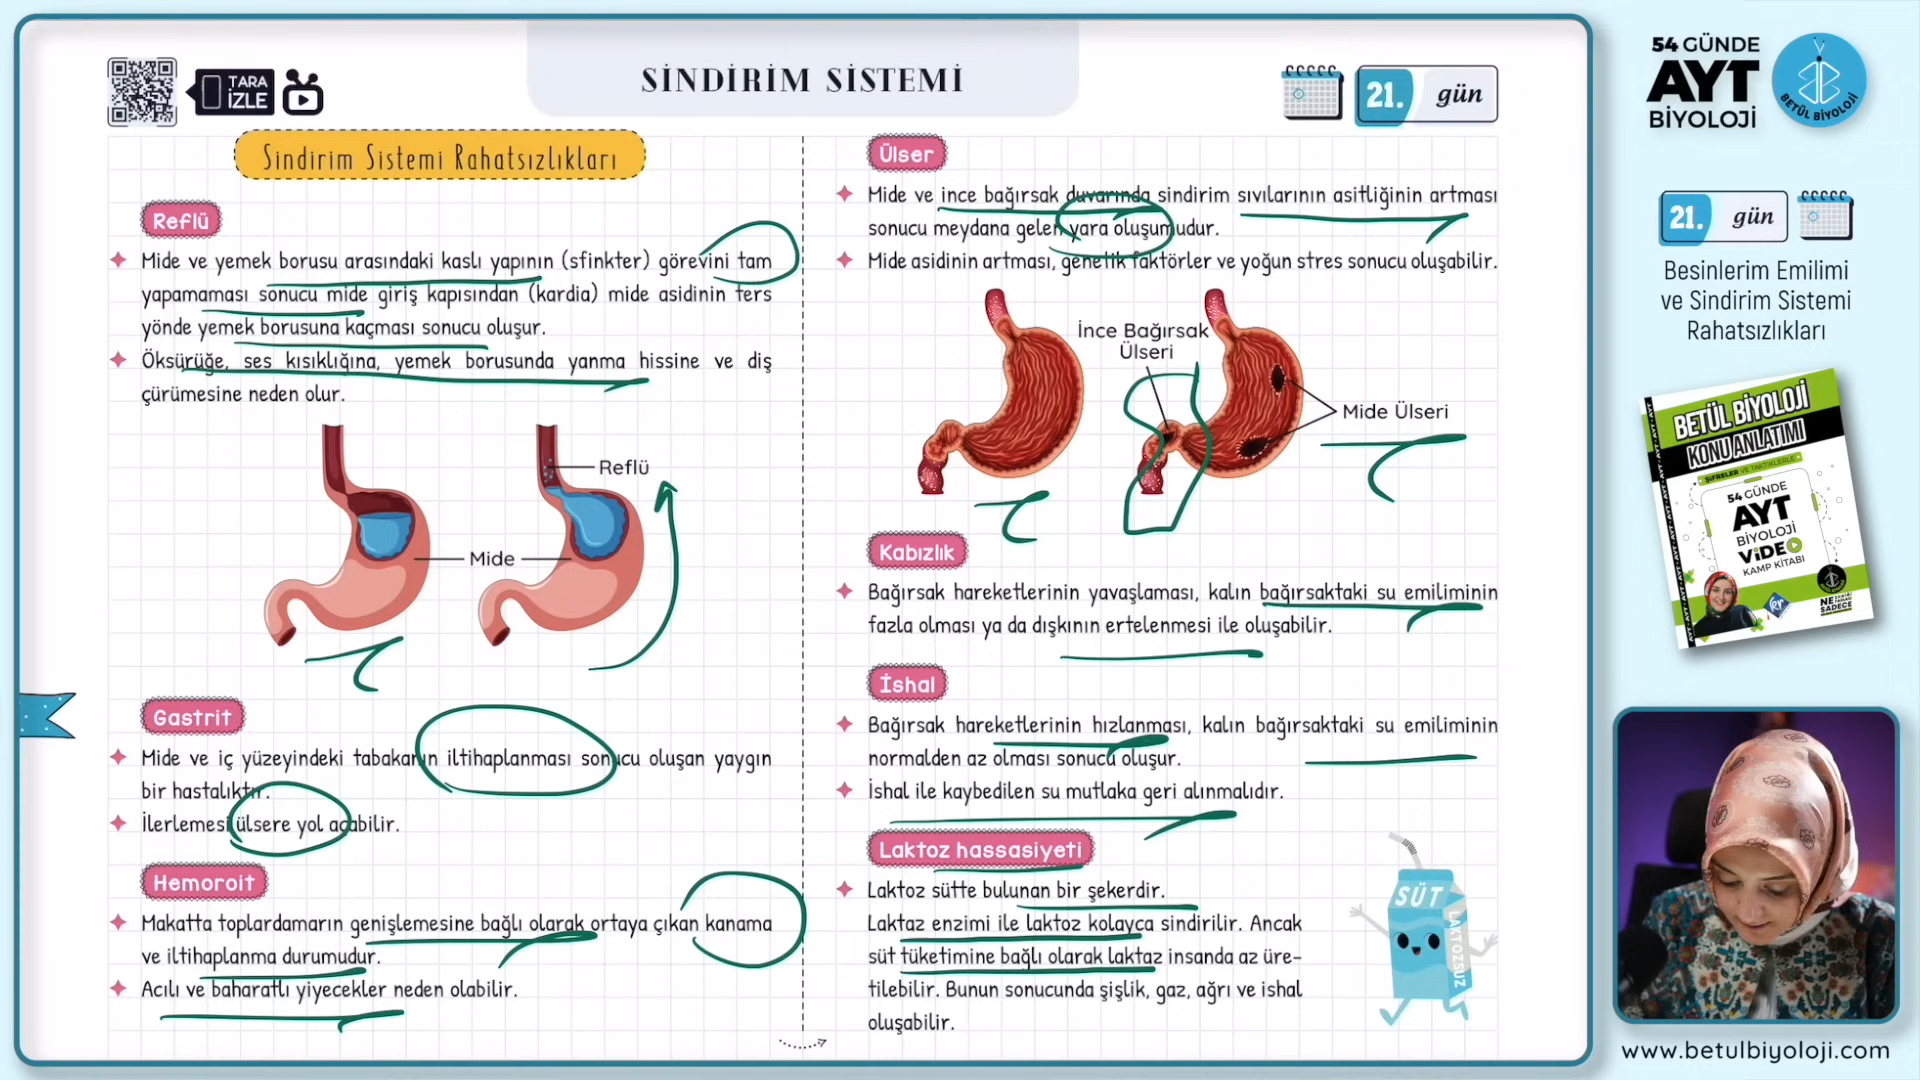 TARA
İZLE
SİNDİRİM SİSTEMİ
21. gün
Sindirim Sistemi Rahatsızlıkları
Reflü
Mide ve yemek borusu arasındaki kaslı yapının (sfinkter) görevini tam
yapamaması sonucu mide giriş kapısından (kardia) mide asidinin ters
yönde yemek borusuna kaçması sonucu oluşur.
Öksürüğe, ses kısıklığına, yemek borusunda yanma hissine ve diş
çürümesine neden olur.
Reflü
Mide
Gastrit
Mide ve iç yüzeyindeki tabakanın iltihaplanması sonucu oluşan yaygın
bir hastalıktır.
İlerlemesi ülsere yol açabilir.
Hemoroit
Makatta toplardamarın genişlemesine bağlı olarak ortaya çıkan kanama
ve iltihaplanma durumudur.
Acılı ve baharatlı yiyecekler neden olabilir.
Ülser
Mide ve ince bağırsak duvarında sindirim sıvılarının asitliğinin artması
sonucu meydana gelen yara oluşumudur.
Mide asidinin artması, genetik faktörler ve yoğun stres sonucu oluşabilir.
İnce Bağırsak
Ülseri
Mide Ülseri
Kabızlık
Bağırsak hareketlerinin yavaşlaması, kalın bağırsaktaki su emiliminin
fazla olması ya da dışkının ertelenmesi ile oluşabilir.
İshal
Bağırsak hareketlerinin hızlanması, kalın bağırsaktaki su emiliminin
normalden az olması sonucu oluşur.
İshal ile kaybedilen su mutlaka geri alınmalıdır.
Laktoz hassasiyeti
Laktoz sütte bulunan bir şekerdir.
Laktaz enzimi ile laktoz kolayca sindirilir. Ancak
süt tüketimine bağlı olarak laktaz insanda az üre-
tilebilir. Bunun sonucunda şişlik, gaz, ağrı ve ishal
oluşabilir.
SÜT
LAKTOZSUZ
54 GÜNDE
AYT
BİYOLOJİ
BETÜL BİYOLOJİ
21. gün
Besinlerim Emilimi
ve Sindirim Sistemi
Rahatsızlıkları
BETÜL BİYOLOJİ
KONU ANLATIMI
ŞİFRELER VE TAKTİKLERLE
54 GÜNDE
AYT
BİYOLOJİ
VİDEO
KAMP KİTABI
www.betulbiyoloji.com